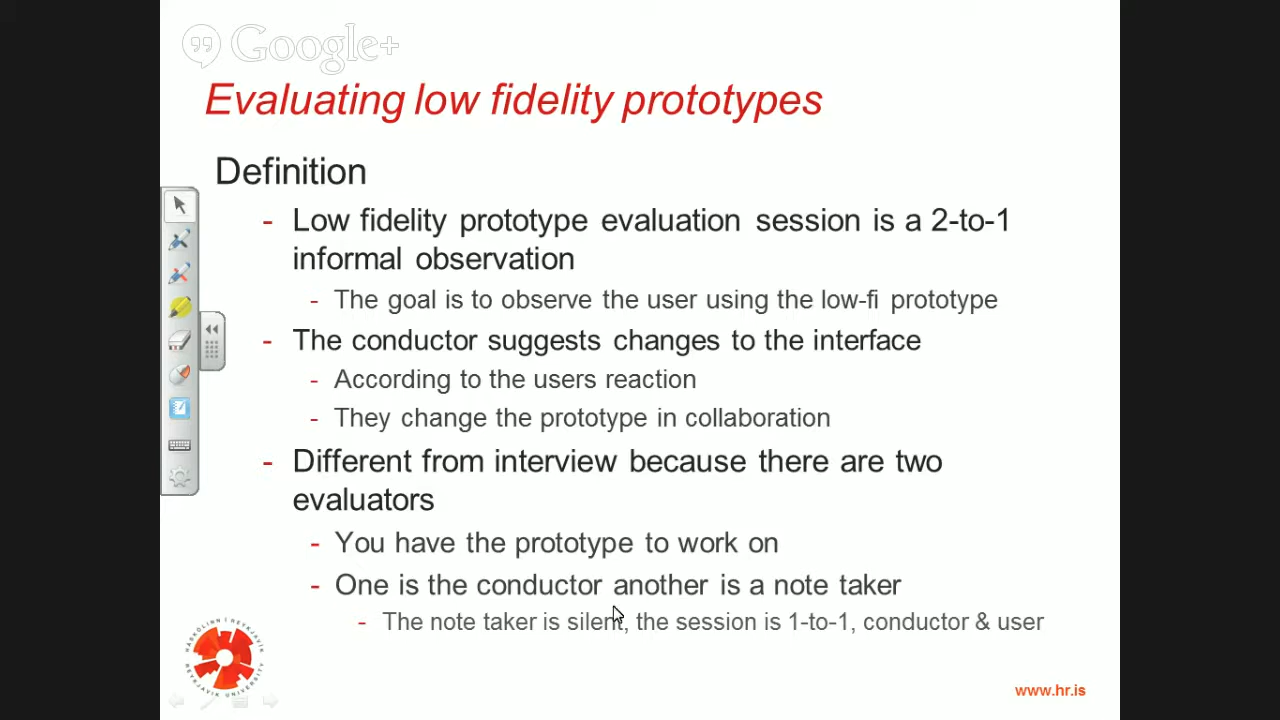 Google+
Evaluating low fidelity prototypes
Definition
- Low fidelity prototype evaluation session is a 2-to-1
informal observation
- The goal is to observe the user using the low-fi prototype
- The conductor suggests changes to the interface
- According to the users reaction
- They change the prototype in collaboration
- Different from interview because there are two
evaluators
- You have the prototype to work on
- One is the conductor another is a note taker
- The note taker is silent, the session is 1-to-1, conductor & user
HÁSKÓLINN Í REYKJAVÍK
REYKJAVIK UNIVERSITY
www.hr.is